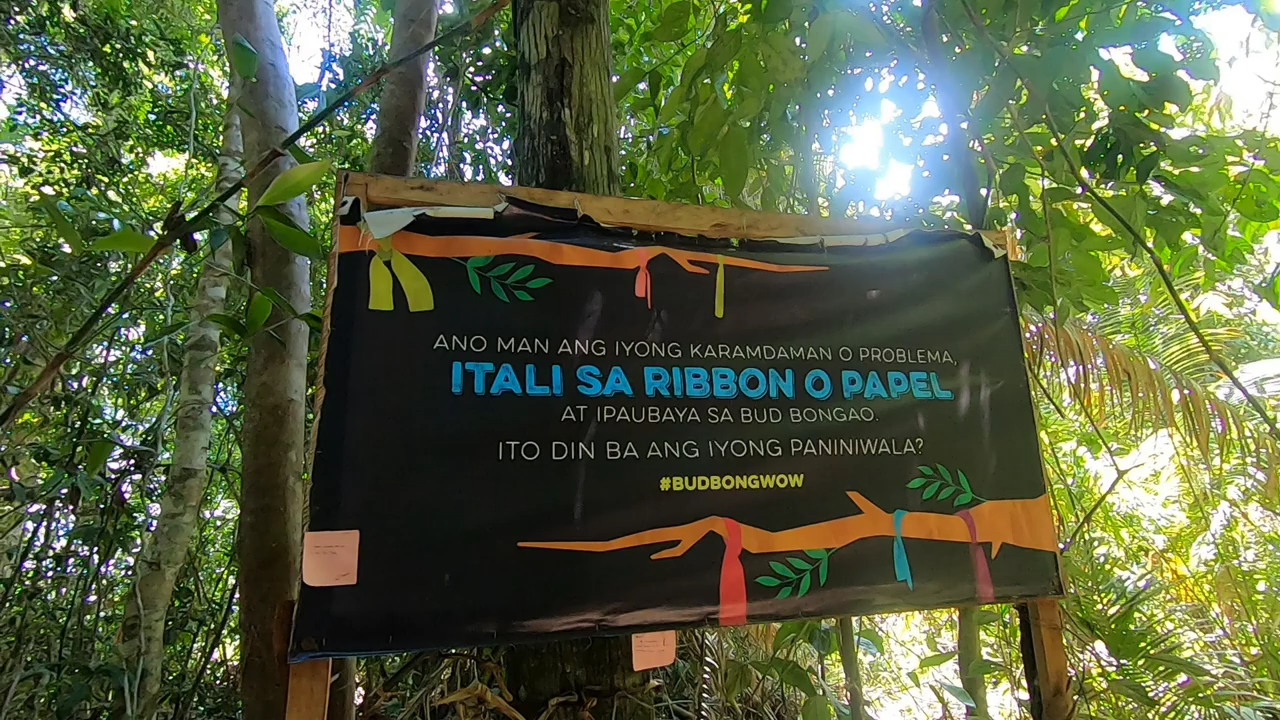 ANO MAN ANG IYONG KARAMDAMAN O PROBLEMA,
ITALI SA RIBBON O PAPEL
AT IPAUBAYA SA BUD BONGAO.
ITO DIN BA ANG IYONG PANINIWALA?
#BUDBONGWOW